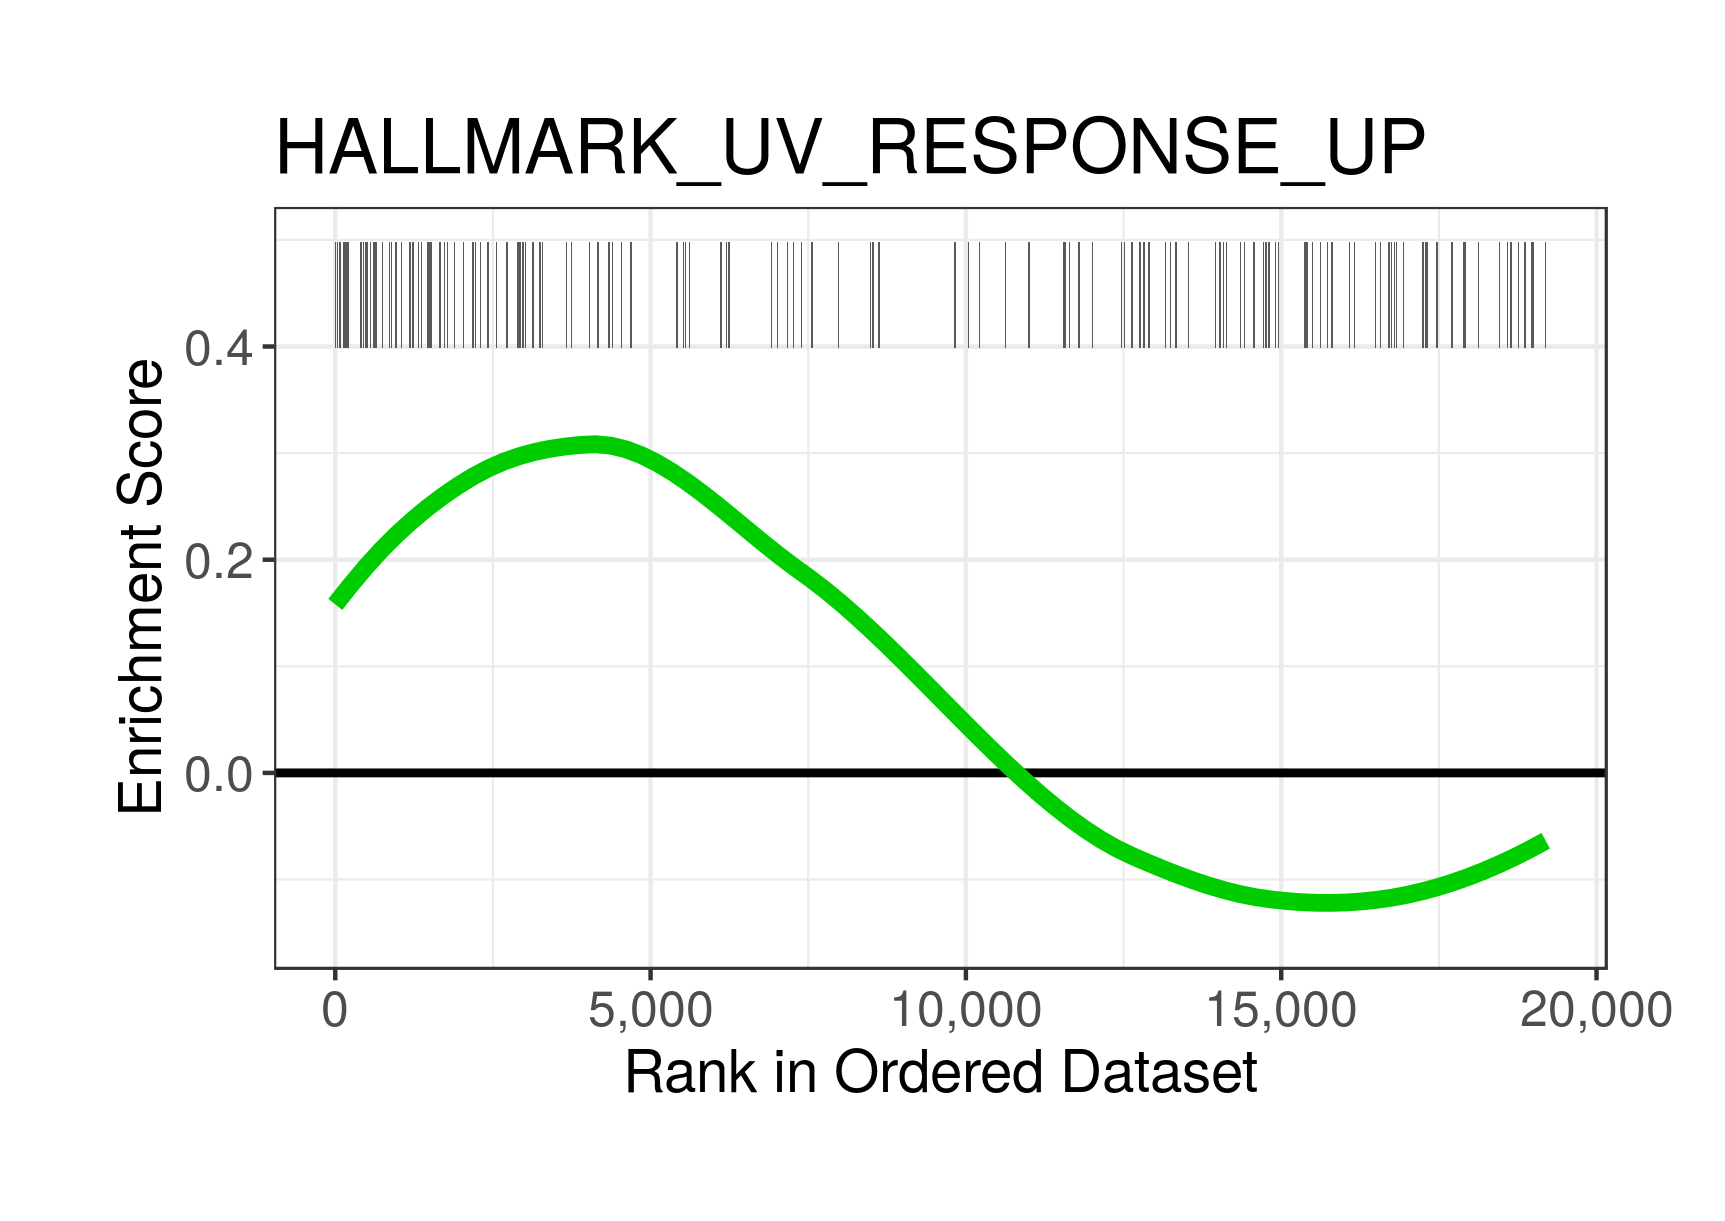 HALLMARK_UV_RESPONSE_UP
Enrichment Score
0.4
0.2
0.0
0 5,000 10,000 15,000 20,000
Rank in Ordered Dataset